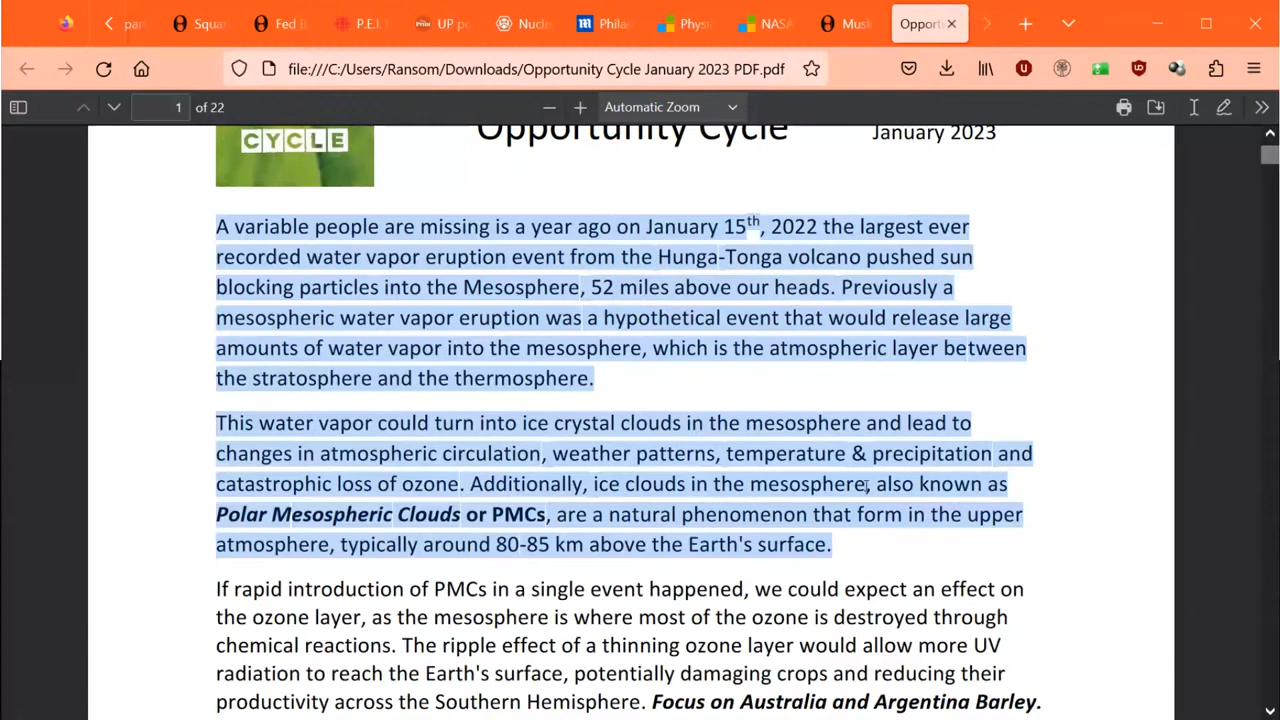 par
Squa
Fed B
P.E.I.
UP po
Nucle
Philad
Physi
NASA
Musk
Opportu
file:///C:/Users/Ransom/Downloads/Opportunity Cycle January 2023 PDF.pdf
1 of 22
Automatic Zoom
CYCLE
Opportunity Cycle
January 2023
A variable people are missing is a year ago on January 15th, 2022 the largest ever
recorded water vapor eruption event from the Hunga-Tonga volcano pushed sun
blocking particles into the Mesosphere, 52 miles above our heads. Previously a
mesospheric water vapor eruption was a hypothetical event that would release large
amounts of water vapor into the mesosphere, which is the atmospheric layer between
the stratosphere and the thermosphere.
This water vapor could turn into ice crystal clouds in the mesosphere and lead to
changes in atmospheric circulation, weather patterns, temperature & precipitation and
catastrophic loss of ozone. Additionally, ice clouds in the mesosphere, also known as
Polar Mesospheric Clouds or PMCs, are a natural phenomenon that form in the upper
atmosphere, typically around 80-85 km above the Earth's surface.
If rapid introduction of PMCs in a single event happened, we could expect an effect on
the ozone layer, as the mesosphere is where most of the ozone is destroyed through
chemical reactions. The ripple effect of a thinning ozone layer would allow more UV
radiation to reach the Earth's surface, potentially damaging crops and reducing their
productivity across the Southern Hemisphere. Focus on Australia and Argentina Barley.